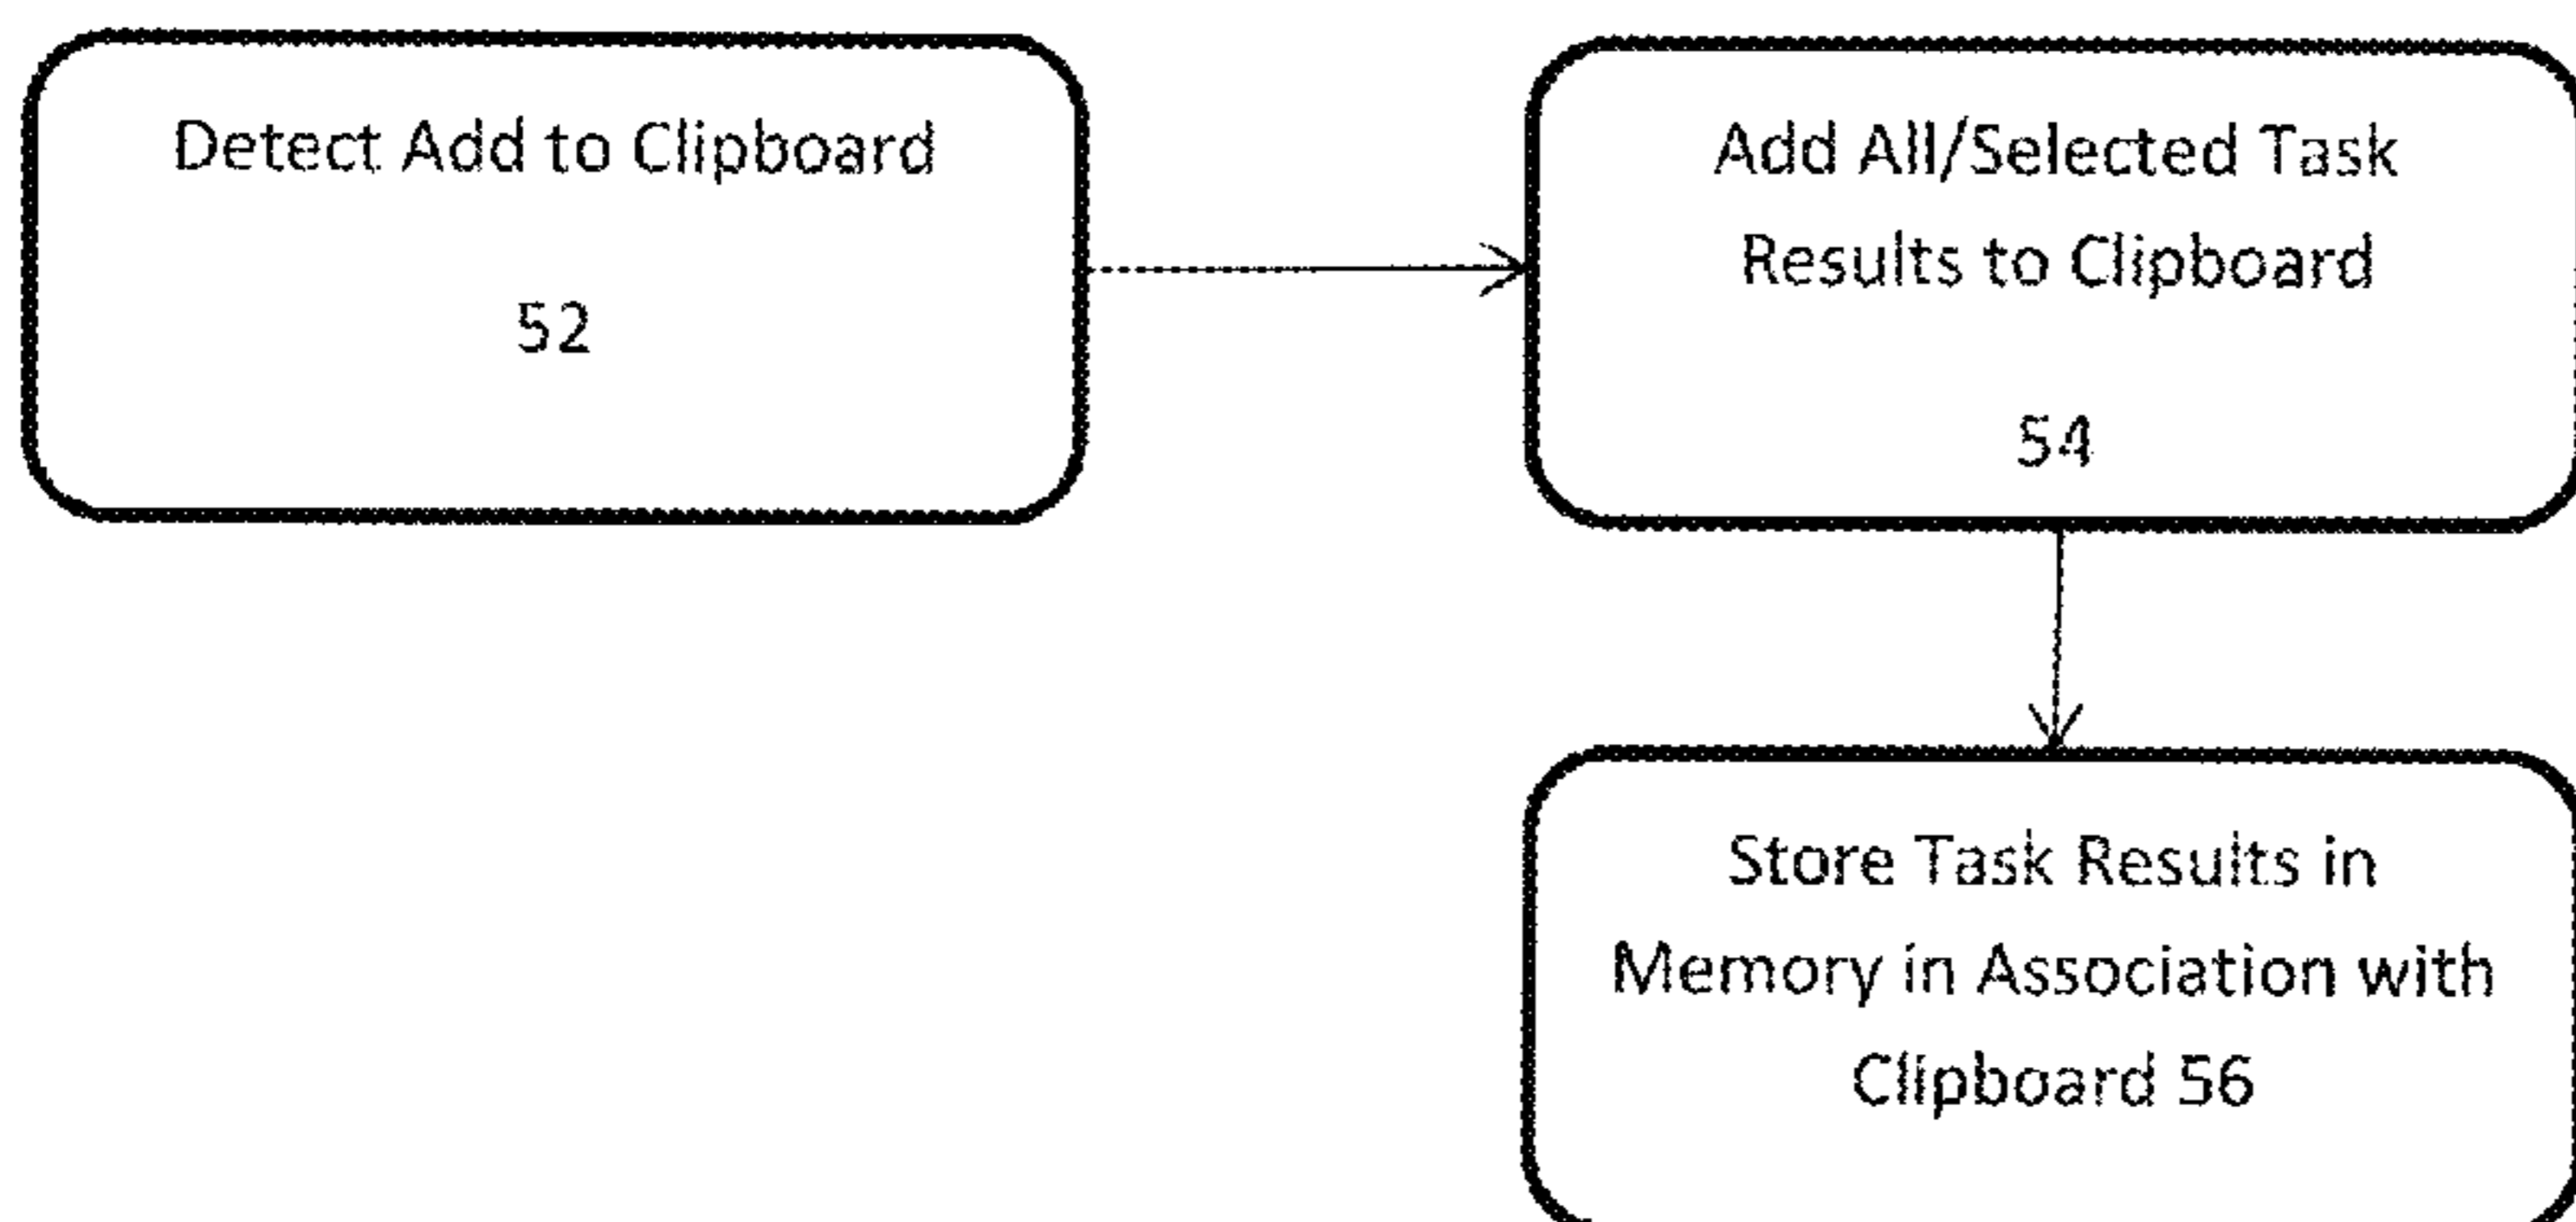 Detect Add to Clipboard
52
Add All/Selected Task
Results to Clipboard
54
Store Task Results in
Memory in Association with
Clipboard 56